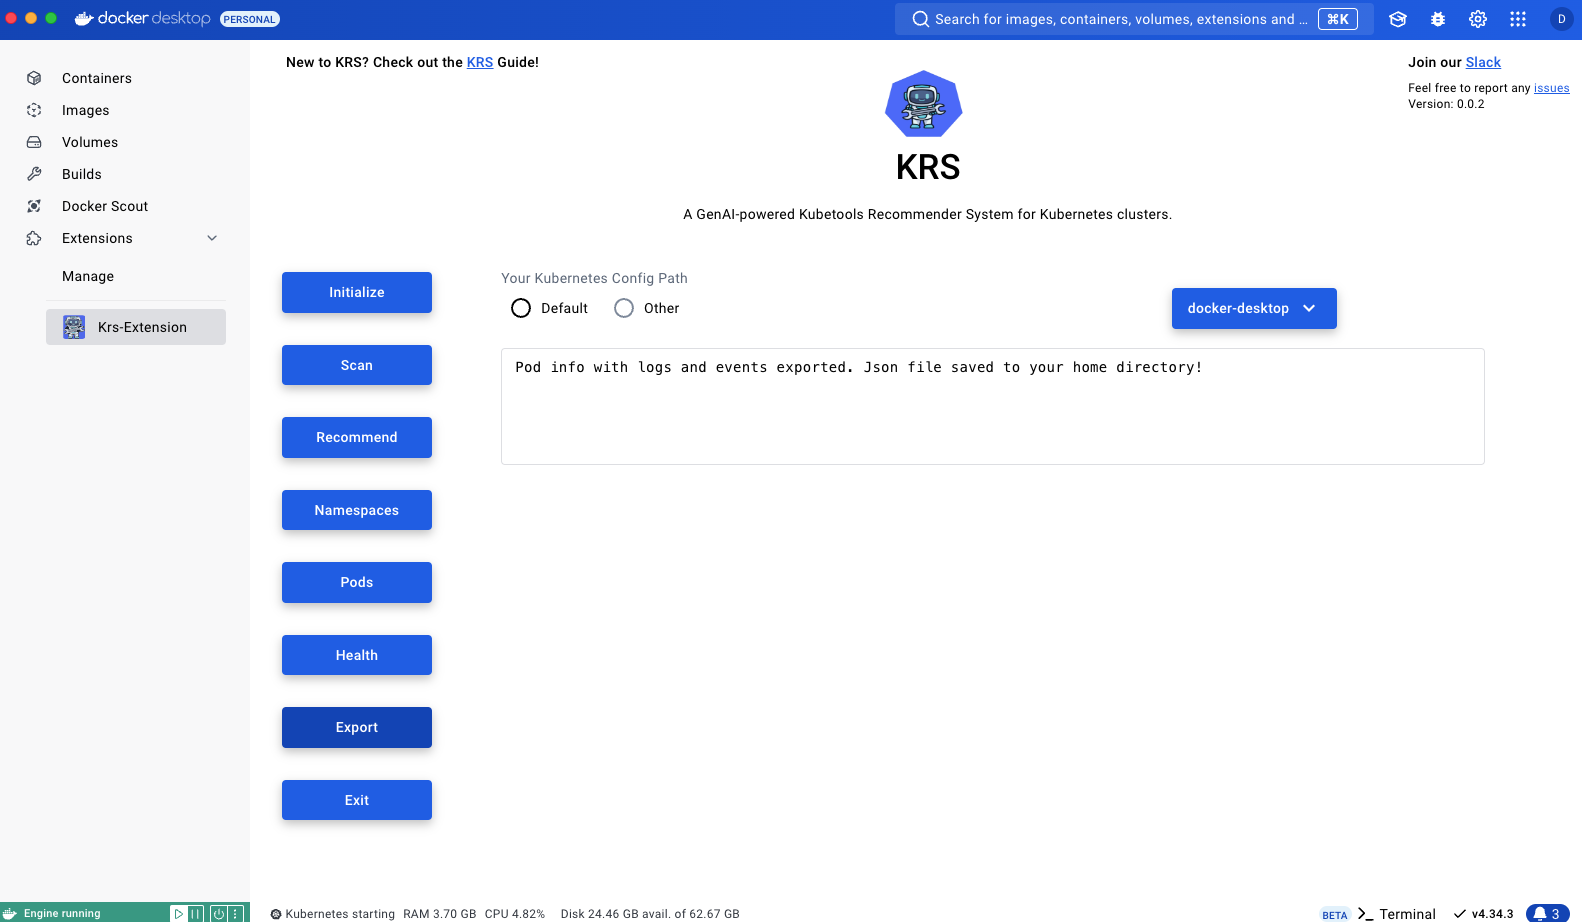 docker desktop PERSONAL
Search for images, containers, volumes, extensions and ... ⌘K
D
Containers
Images
Volumes
Builds
Docker Scout
Extensions
Manage
Krs-Extension
New to KRS? Check out the KRS Guide!
Join our Slack
Feel free to report any issues
Version: 0.0.2
KRS
A GenAI-powered Kubetools Recommender System for Kubernetes clusters.
Initialize
Scan
Recommend
Namespaces
Pods
Health
Export
Exit
Your Kubernetes Config Path
Default
Other
docker-desktop
Pod info with logs and events exported. Json file saved to your home directory!
Engine running
Kubernetes starting RAM 3.70 GB CPU 4.82% Disk 24.46 GB avail. of 62.67 GB
BETA Terminal v4.34.3 3